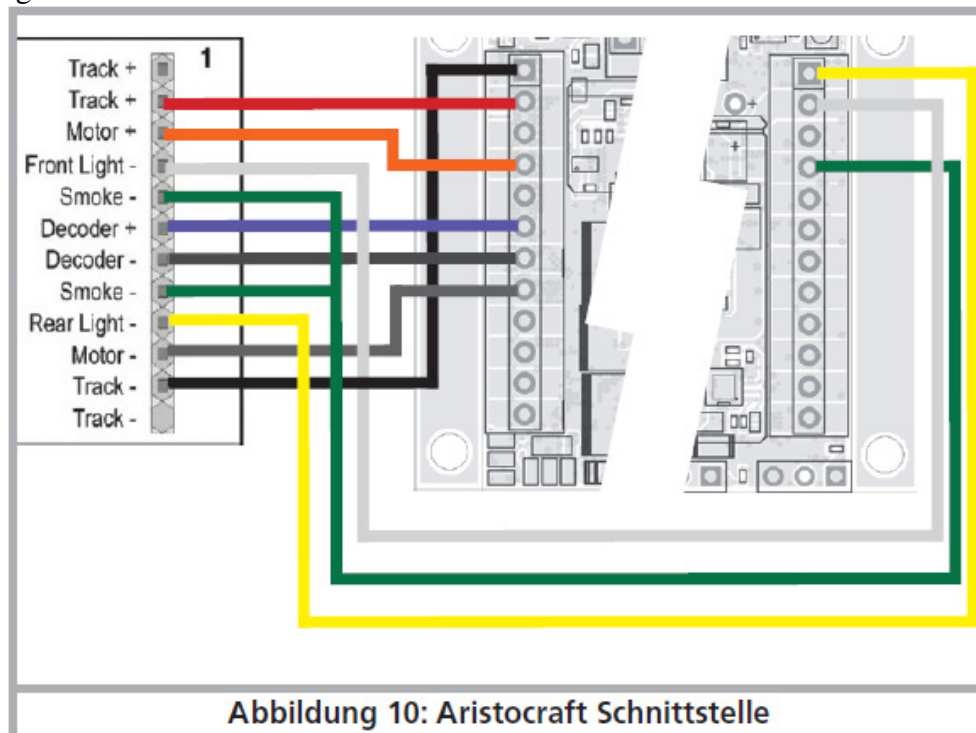 1
Track +
Track +
Motor +
Front Light -
Smoke -
Decoder +
Decoder -
Smoke -
Rear Light -
Motor -
Track -
Track -
+
+
Abbildung 10: Aristocraft Schnittstelle